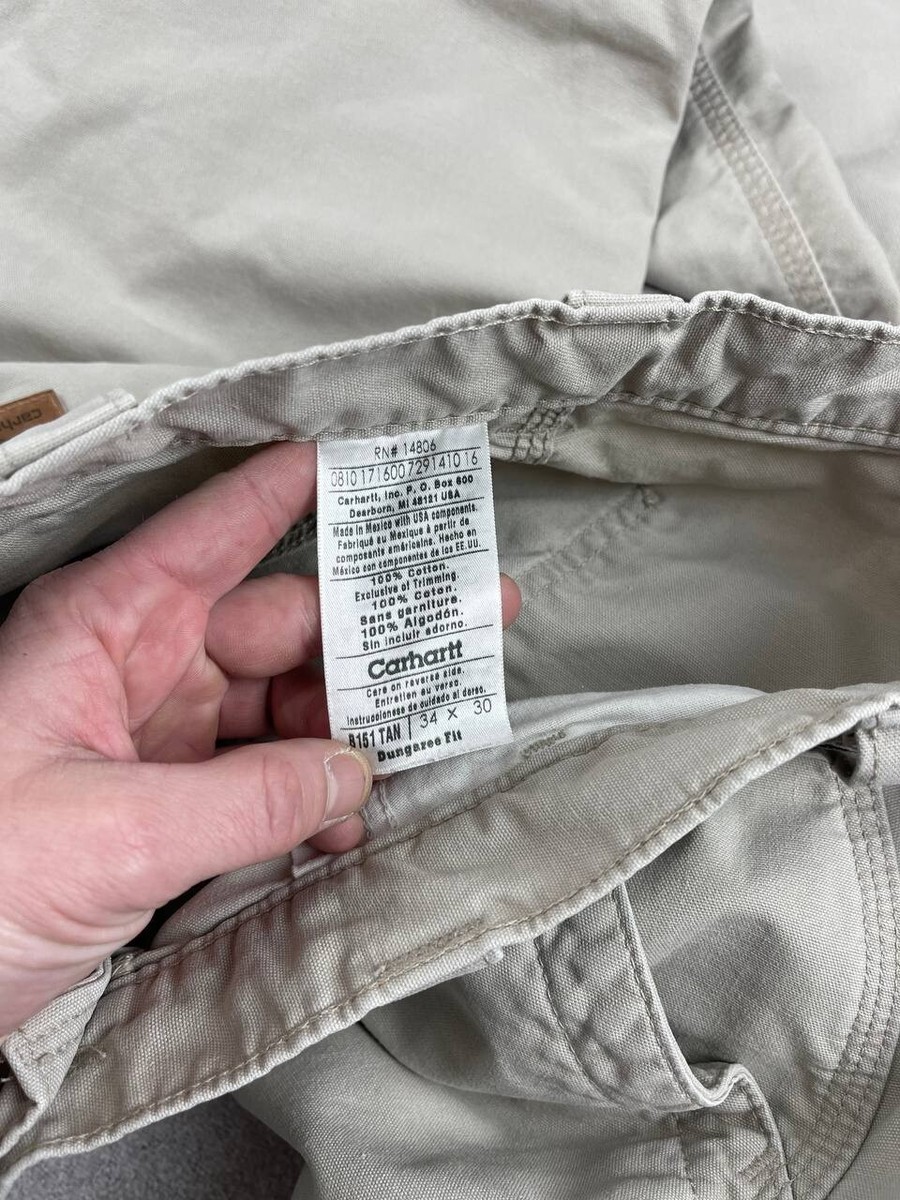 RN# 14806
0810 171600729141016
Carhartt, Inc. P. O. Box 600
Dearborn, MI 48121 USA
Made in Mexico with USA components.
Fabriqué au Mexique à partir de
composants américains. Hecho en
México con componentes de los EE.UU.
100% Cotton.
Exclusive of Trimming.
100% Coton.
Sans garniture.
100% Algodón.
Sin incluir adorno.
Carhartt
Care on reverse side.
Entretien au verso.
Instrucciones de cuidado al dorso.
B151 TAN | 34 x 30
Dungaree Fit
carh